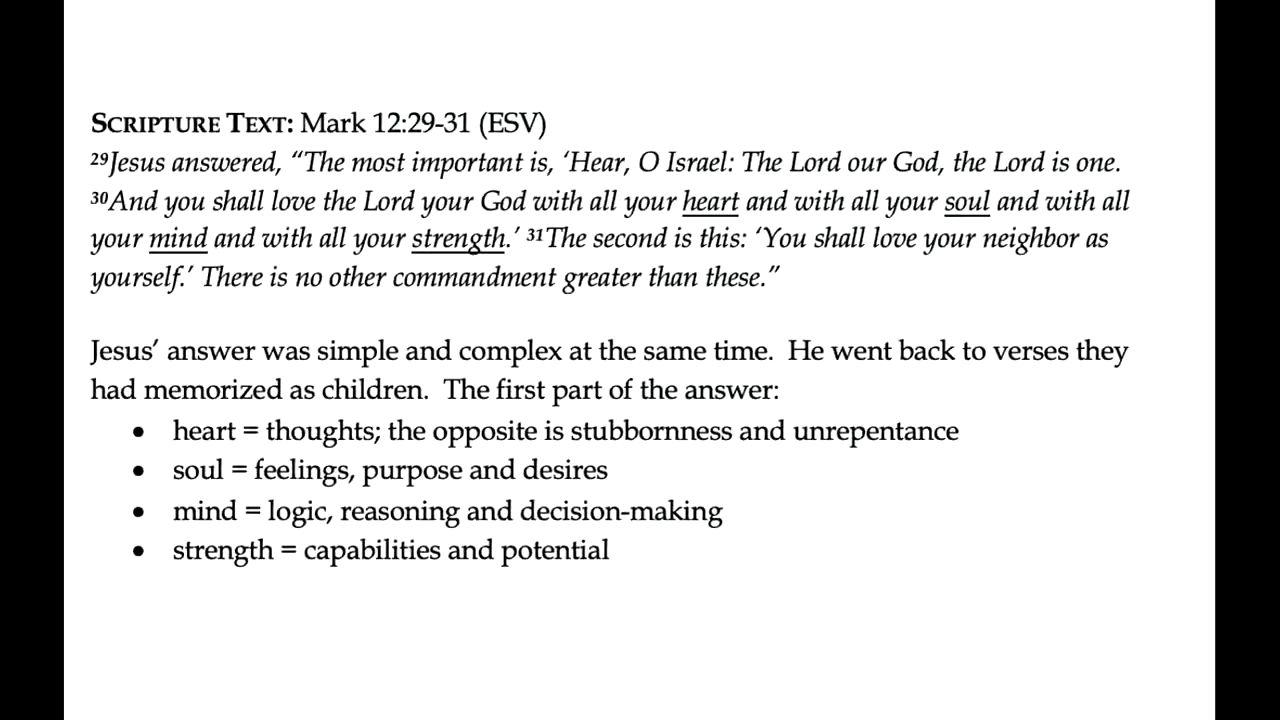 SCRIPTURE TEXT: Mark 12:29-31 (ESV)
29Jesus answered, “The most important is, ‘Hear, O Israel: The Lord our God, the Lord is one.
30And you shall love the Lord your God with all your heart and with all your soul and with all
your mind and with all your strength.’ 31The second is this: ‘You shall love your neighbor as
yourself.’ There is no other commandment greater than these.”
Jesus’ answer was simple and complex at the same time.  He went back to verses they
had memorized as children.  The first part of the answer:
• heart = thoughts; the opposite is stubbornness and unrepentance
• soul = feelings, purpose and desires
• mind = logic, reasoning and decision-making
• strength = capabilities and potential